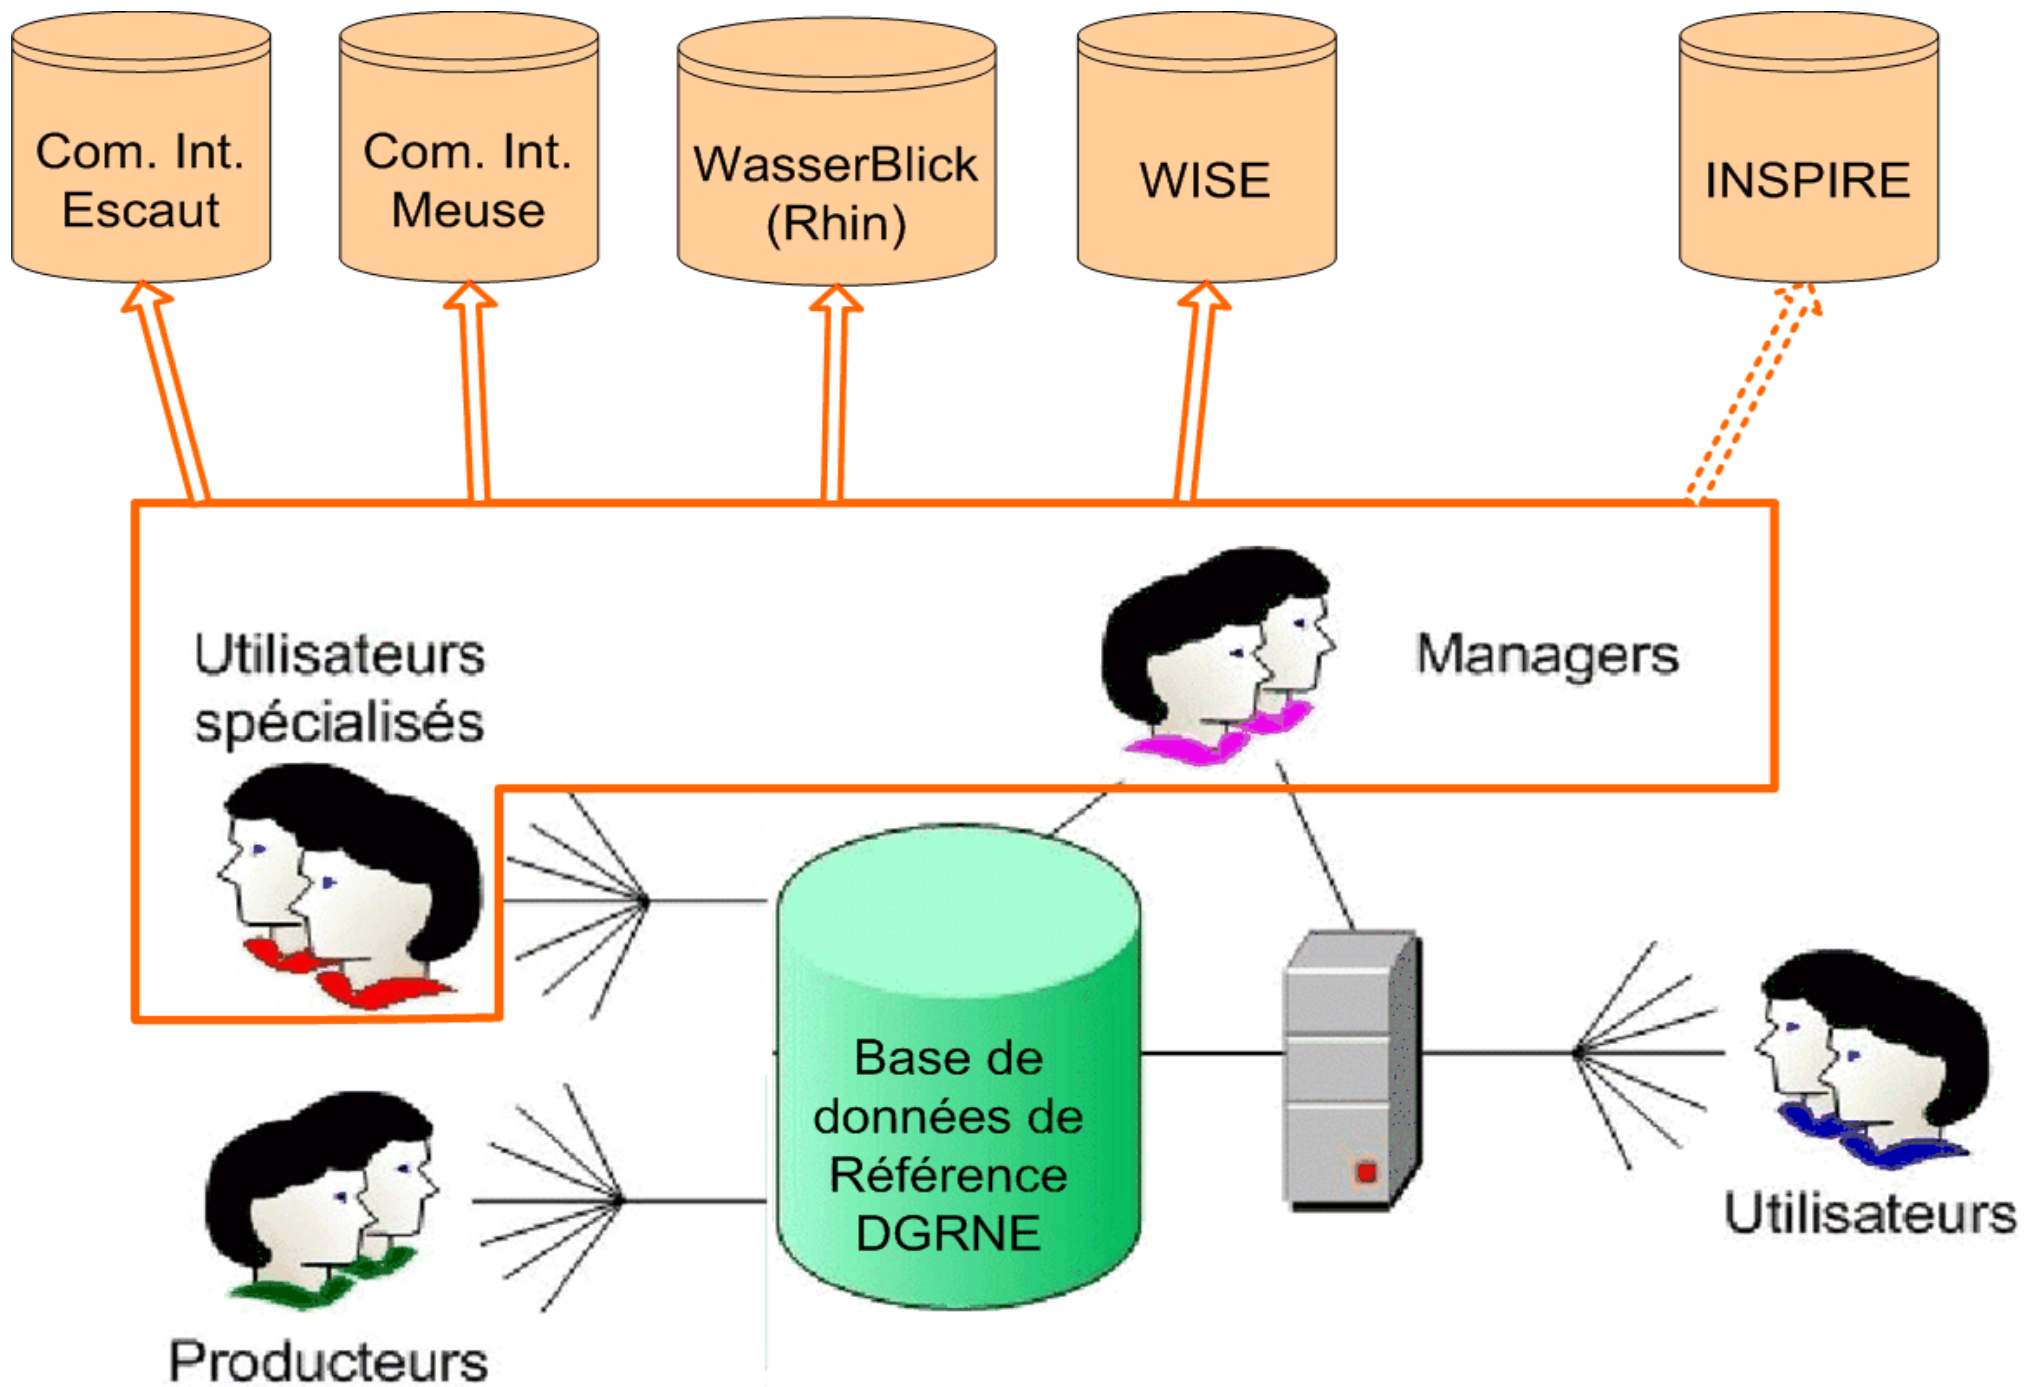 Com. Int.
Escaut
Com. Int.
Meuse
WasserBlick
(Rhin)
WISE
INSPIRE
Utilisateurs
spécialisés
Managers
Base de
données de
Référence
DGRNE
Utilisateurs
Producteurs